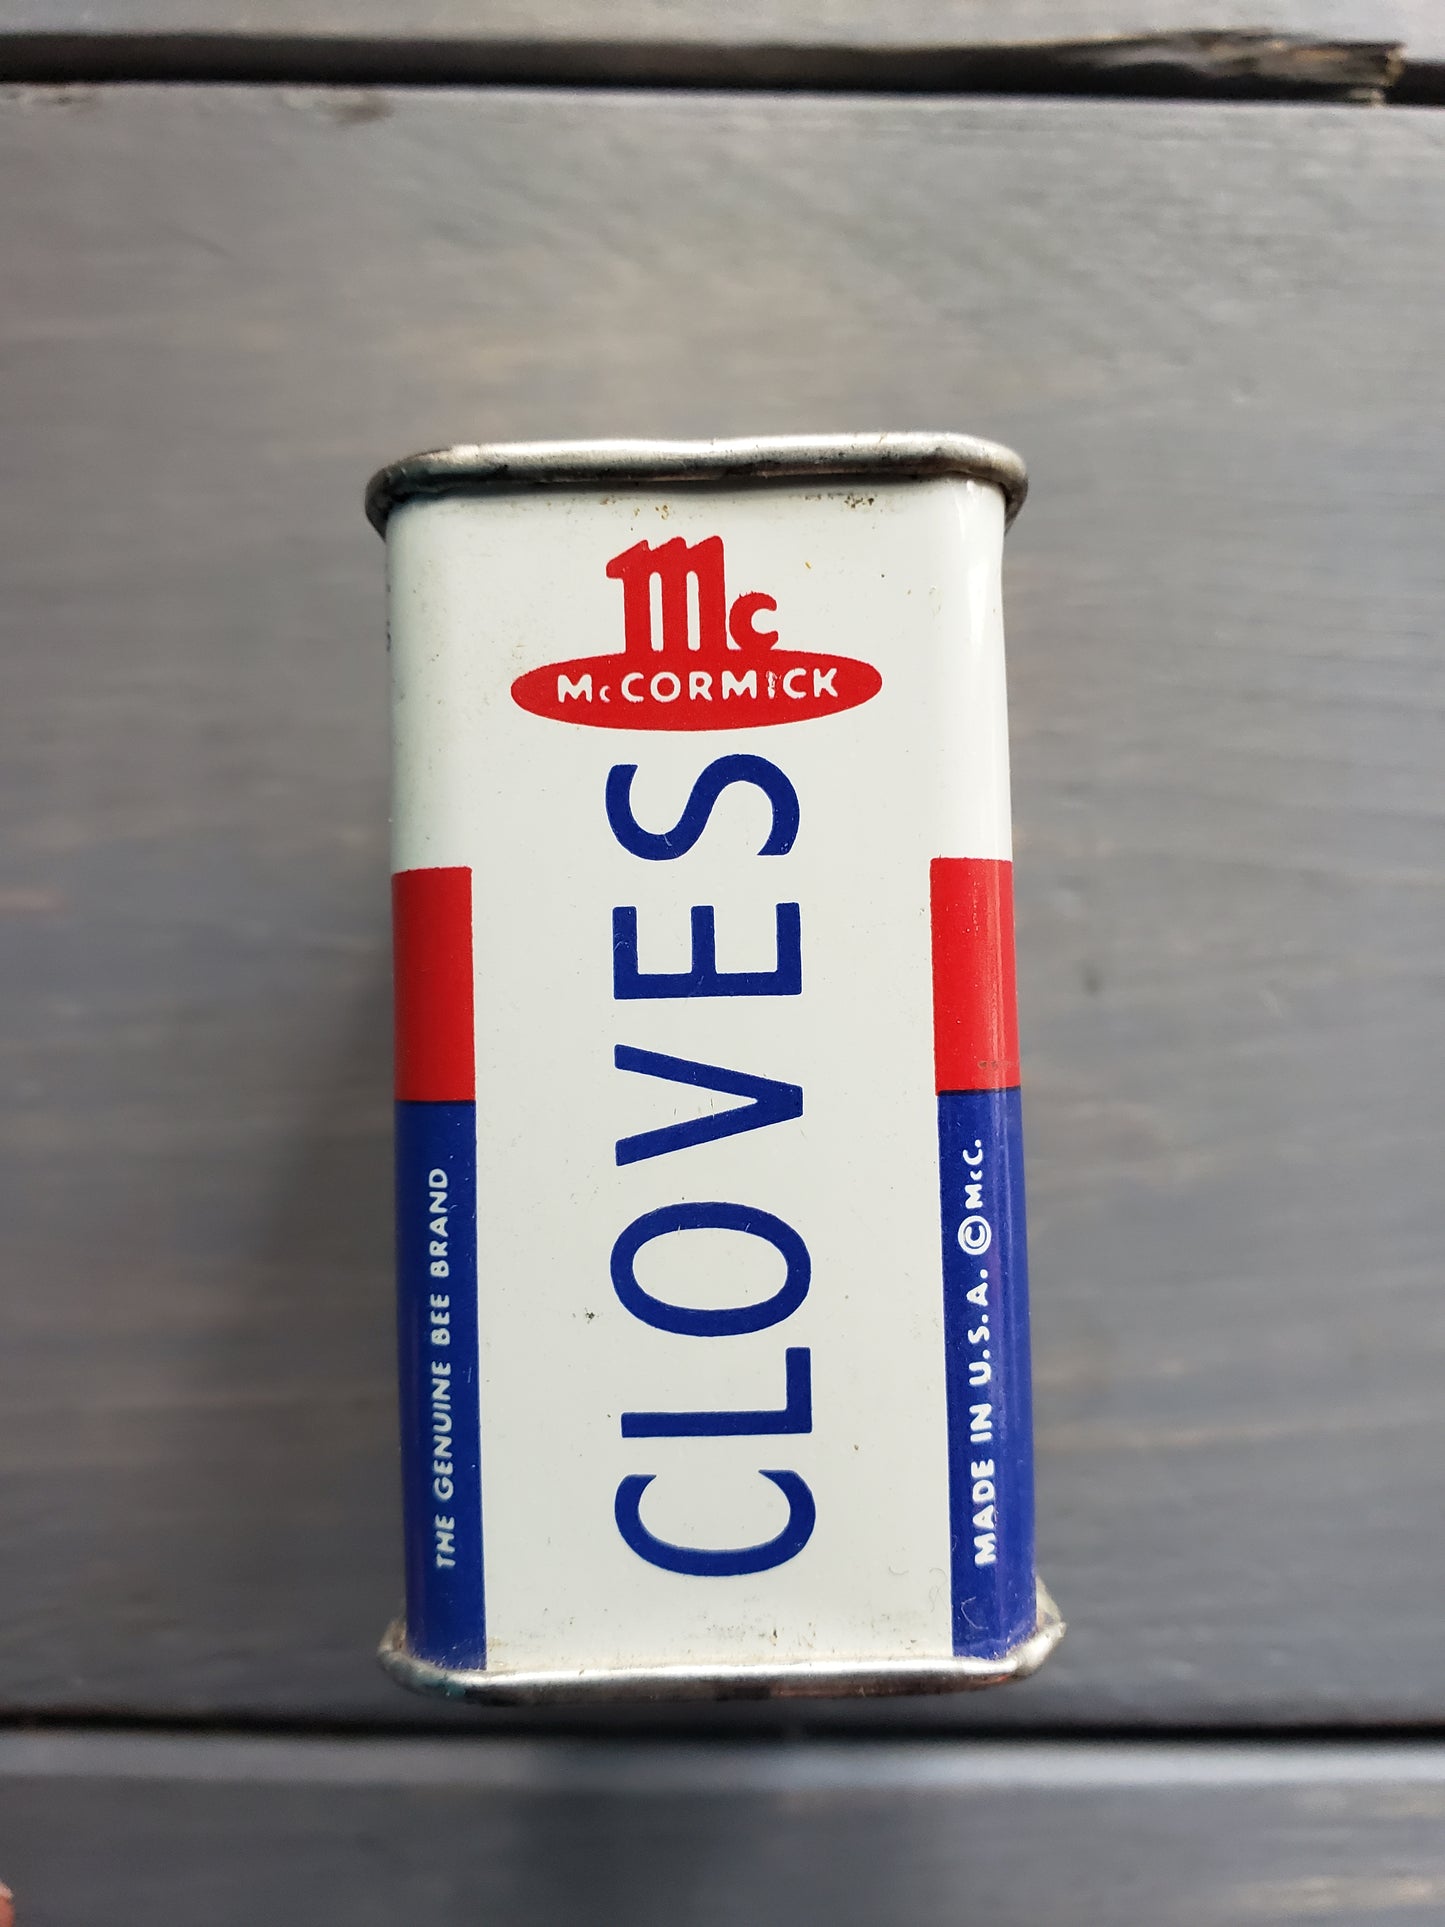 Mc
McCORMICK
CLOVES
THE GENUINE BEE BRAND
MADE IN U.S.A. © McC.